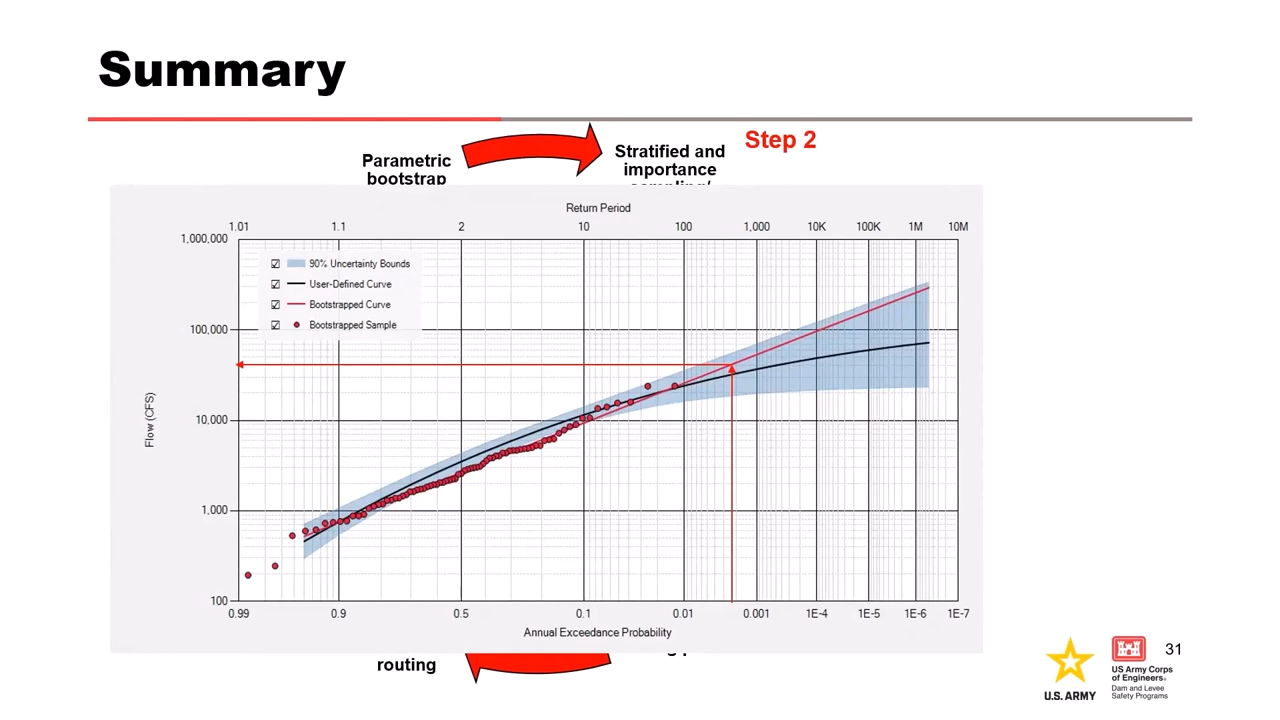 Summary
Step 2
Parametric
bootstrap
Stratified and
importance
sampling/
Return Period
1.01 1.1 2 10 100 1,000 10K 100K 1M 10M
1,000,000
100,000
10,000
1,000
100
☑ 90% Uncertainty Bounds
☑ User-Defined Curve
☑ Bootstrapped Curve
☑ Bootstrapped Sample
Flow (CFS)
0.99 0.9 0.5 0.1 0.01 0.001 1E-4 1E-5 1E-6 1E-7
Annual Exceedance Probability
routing
U.S. ARMY
US Army Corps
of Engineers®
Dam and Levee
Safety Programs
31